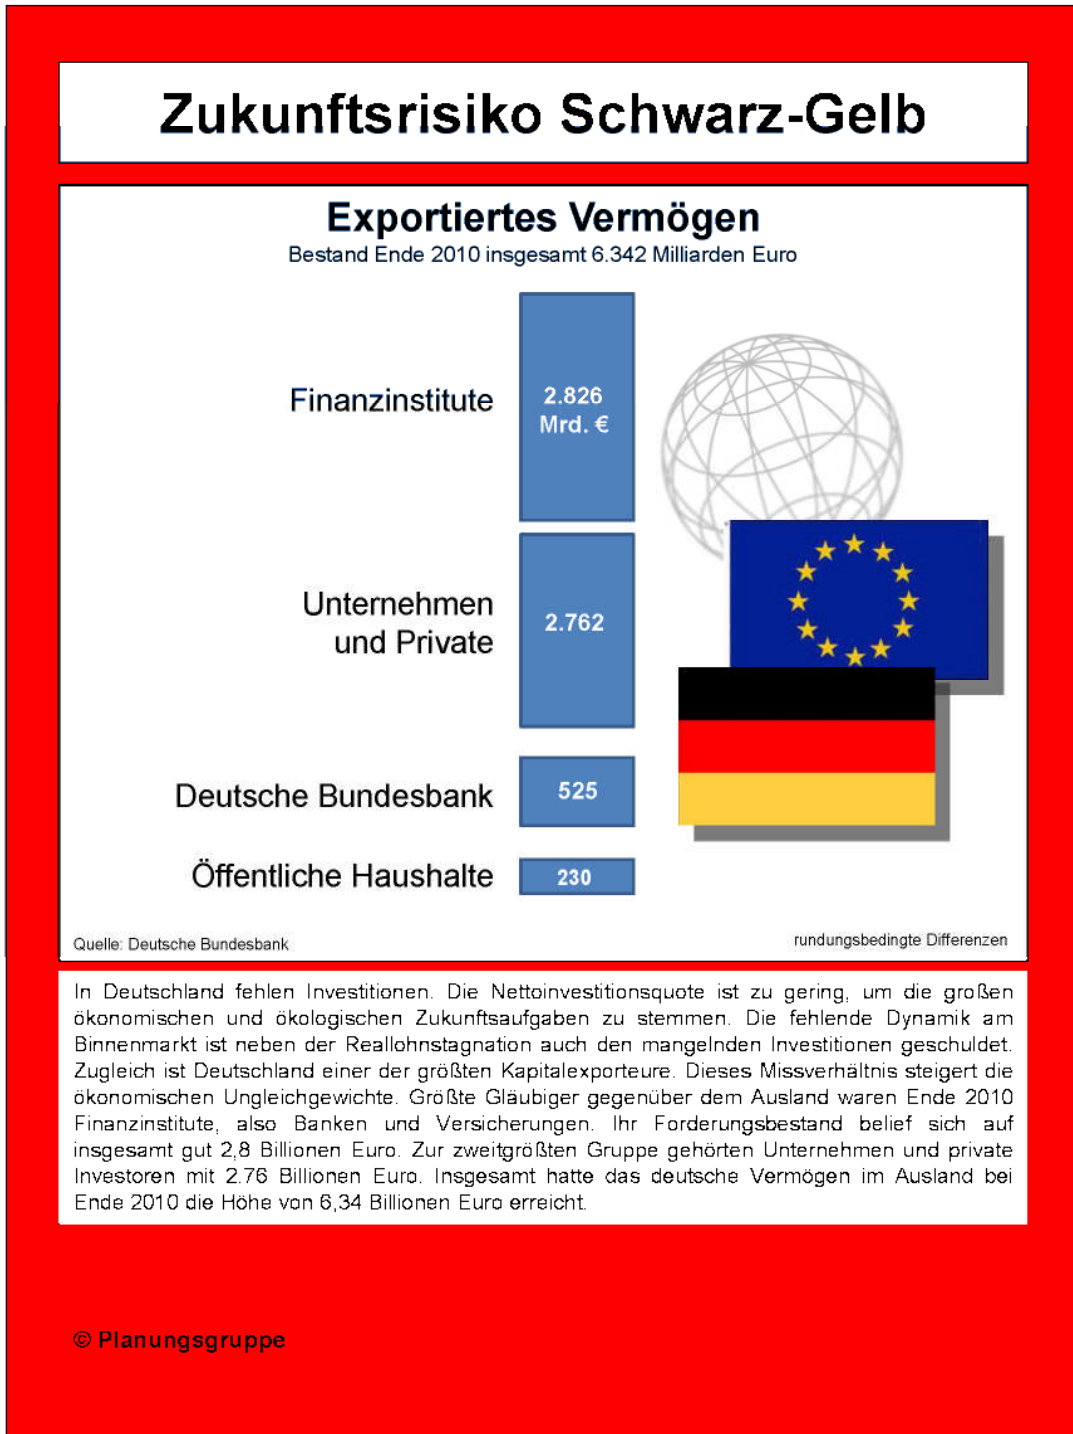 Zukunftsrisiko Schwarz-Gelb
Exportiertes Vermögen
Bestand Ende 2010 insgesamt 6.342 Milliarden Euro
Finanzinstitute
2.826
Mrd. €
Unternehmen
und Private
2.762
Deutsche Bundesbank
525
Öffentliche Haushalte
230
Quelle: Deutsche Bundesbank
rundungsbedingte Differenzen
In Deutschland fehlen Investitionen. Die Nettoinvestitionsquote ist zu gering, um die großen
ökonomischen und ökologischen Zukunftsaufgaben zu stemmen. Die fehlende Dynamik am
Binnenmarkt ist neben der Reallohnstagnation auch den mangelnden Investitionen geschuldet.
Zugleich ist Deutschland einer der größten Kapitalexporteure. Dieses Missverhältnis steigert die
ökonomischen Ungleichgewichte. Größte Gläubiger gegenüber dem Ausland waren Ende 2010
Finanzinstitute, also Banken und Versicherungen. Ihr Forderungsbestand belief sich auf
insgesamt gut 2,8 Billionen Euro. Zur zweitgrößten Gruppe gehörten Unternehmen und private
Investoren mit 2.76 Billionen Euro. Insgesamt hatte das deutsche Vermögen im Ausland bei
Ende 2010 die Höhe von 6,34 Billionen Euro erreicht.
© Planungsgruppe